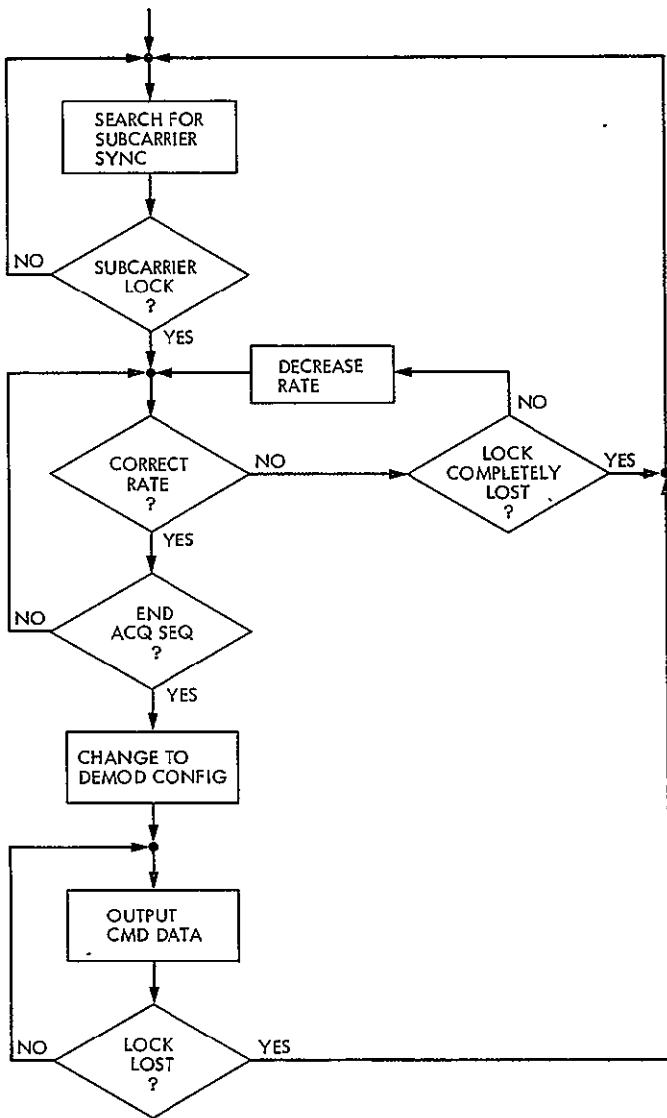 SEARCH FOR
SUBCARRIER
SYNC
NO
SUBCARRIER
LOCK
?
YES
DECREASE
RATE
NO
CORRECT
RATE
?
NO
LOCK
COMPLETELY
LOST
?
YES
YES
NO
END
ACQ SEQ
?
YES
CHANGE TO
DEMOD CONFIG
OUTPUT
CMD DATA
NO
LOCK
LOST
?
YES